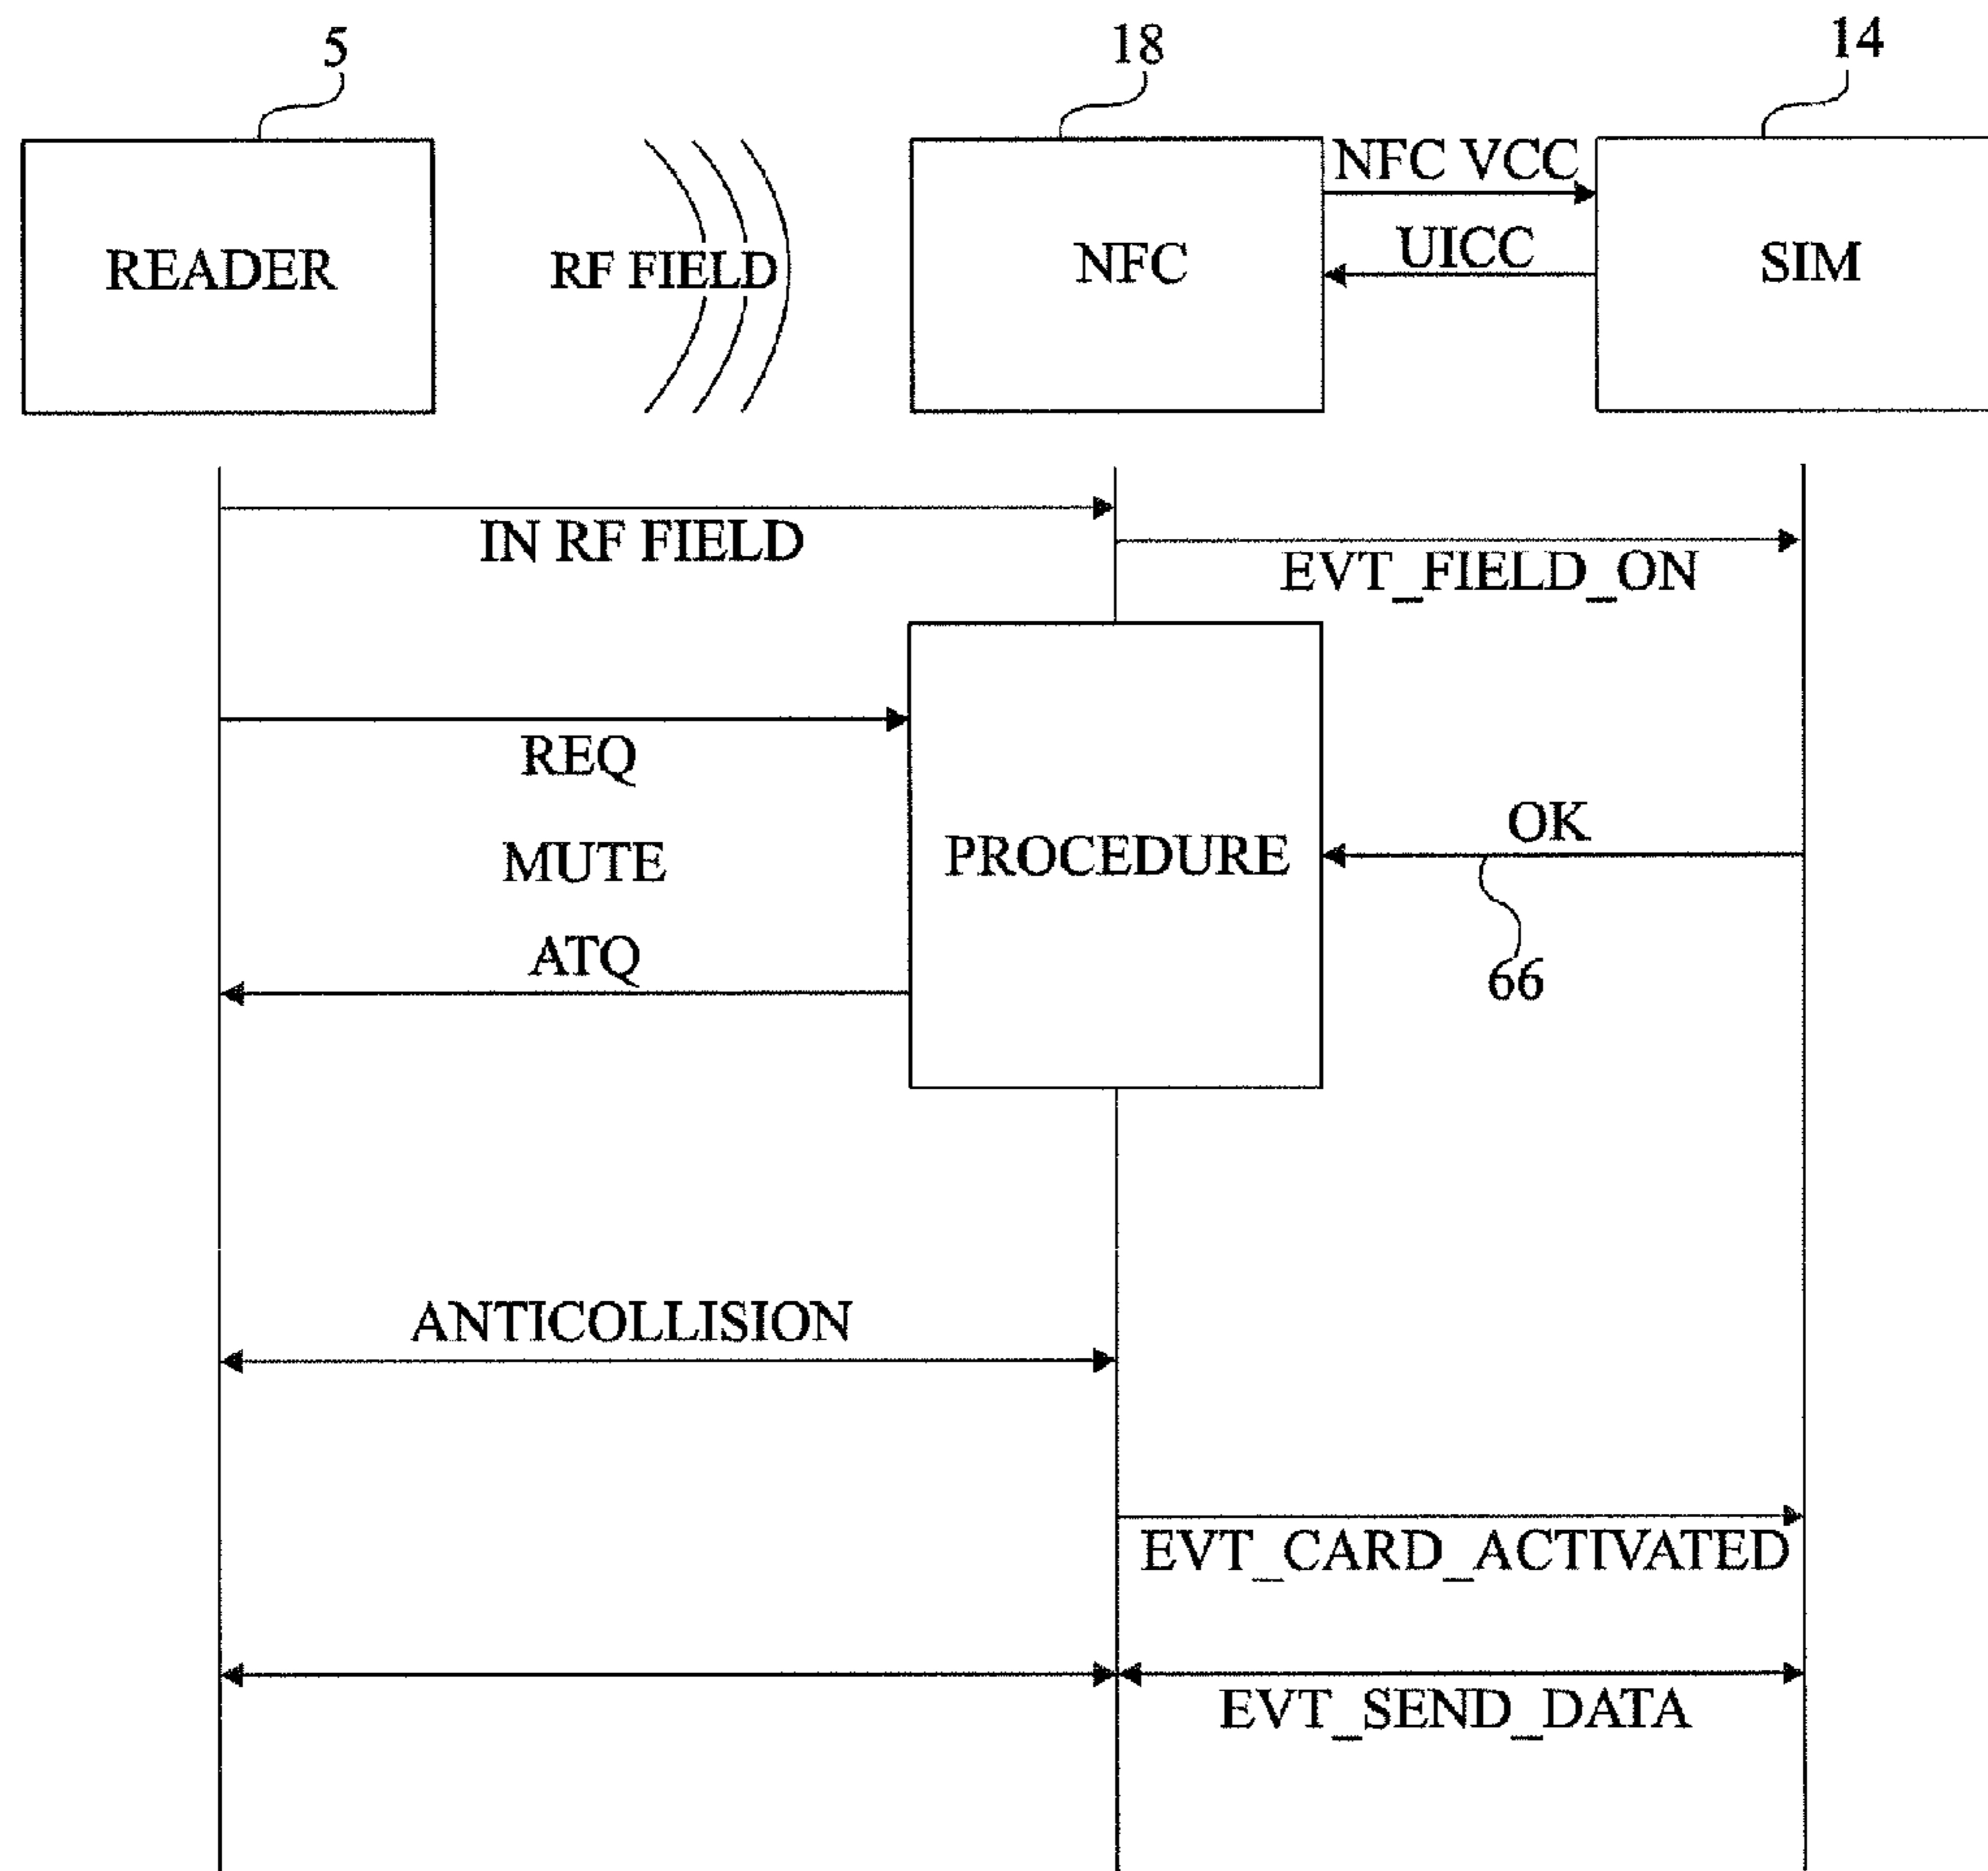 5
18
14
READER
RF FIELD
NFC
NFC VCC
UICC
SIM
IN RF FIELD
EVT_FIELD_ON
REQ
MUTE
ATQ
PROCEDURE
OK
66
ANTICOLLISION
EVT_CARD_ACTIVATED
EVT_SEND_DATA